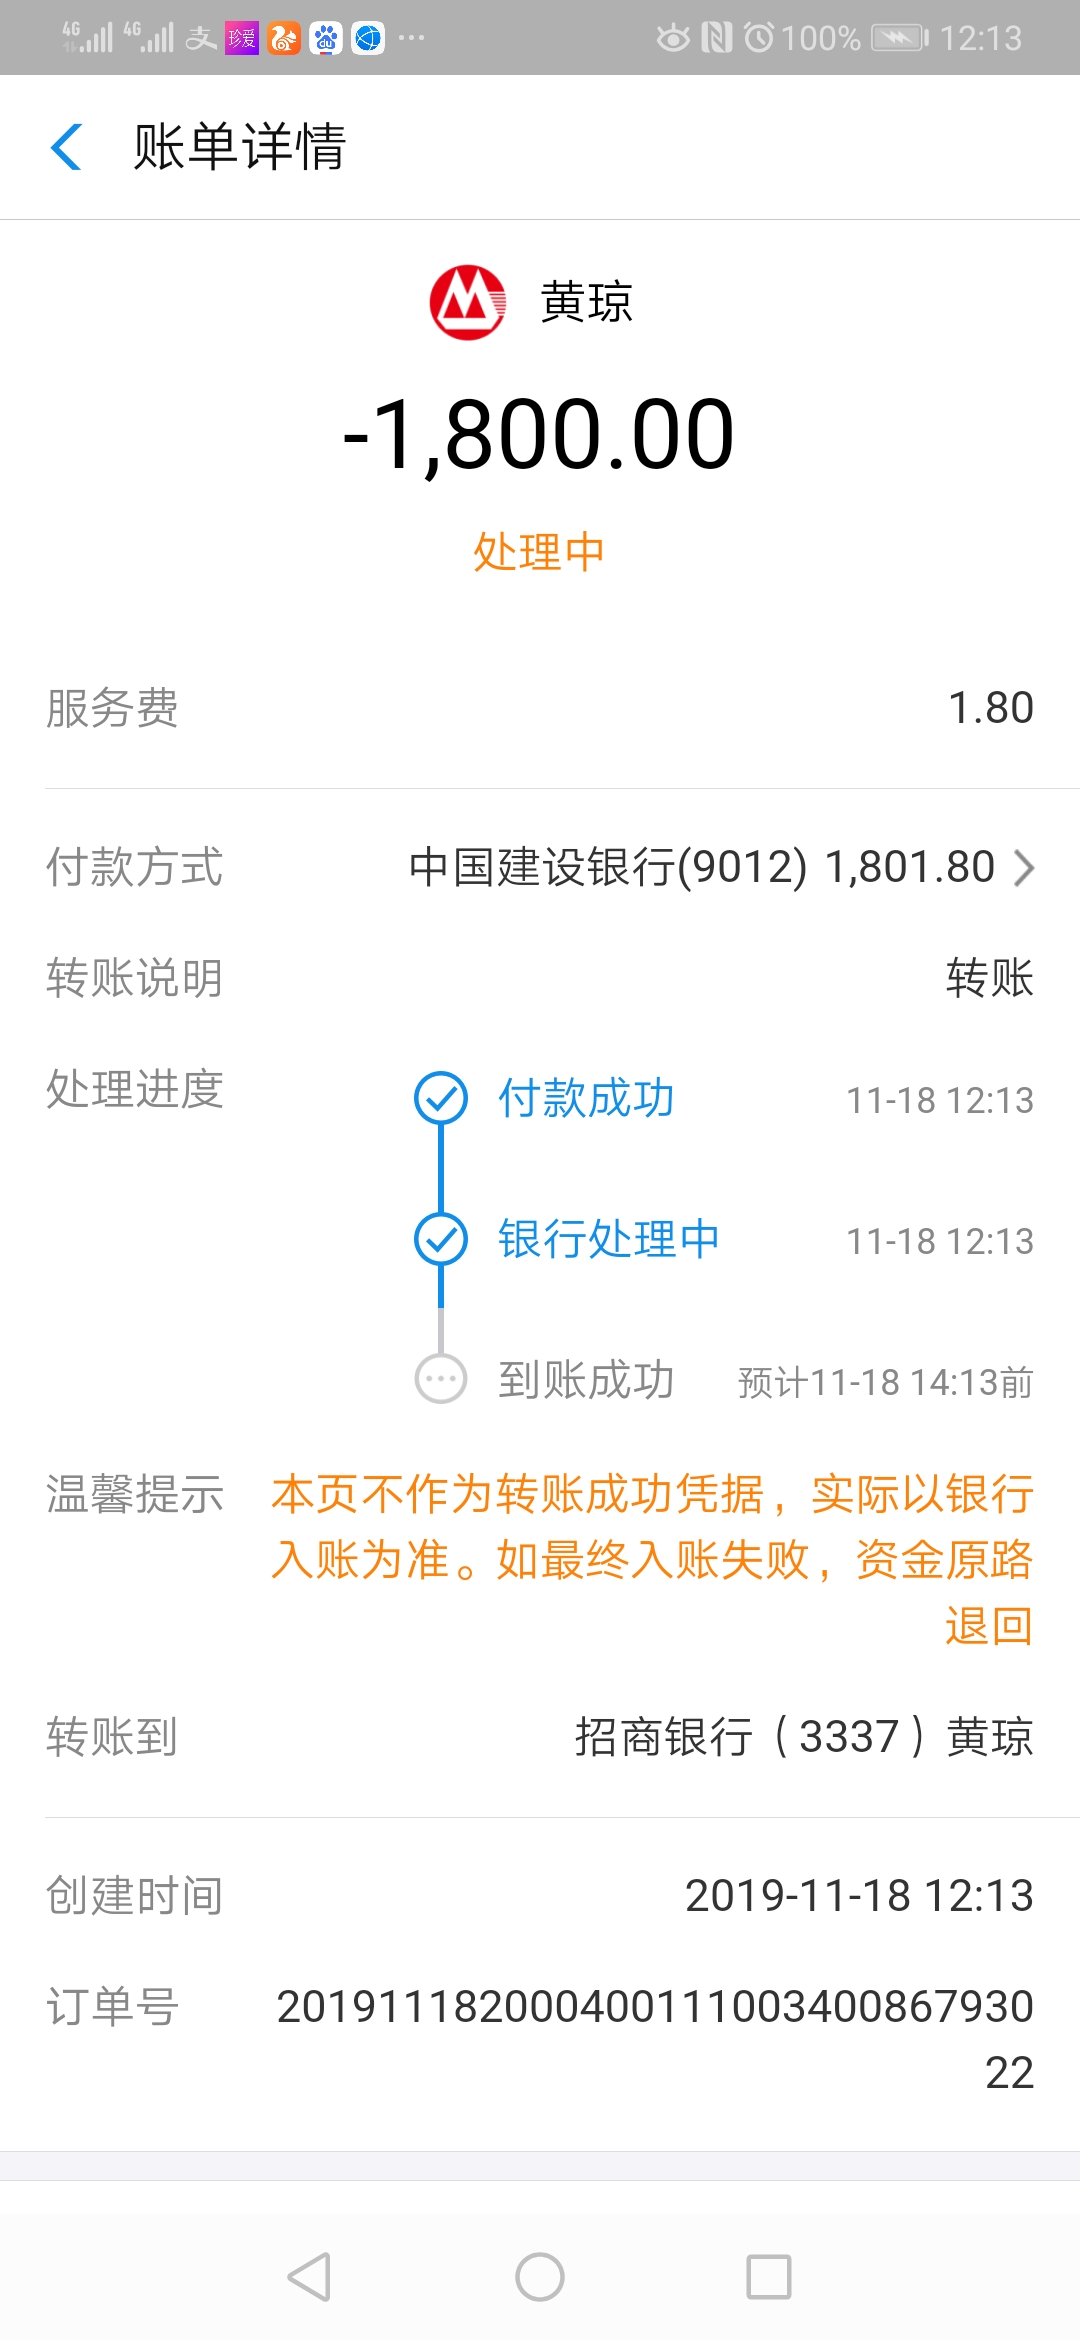 4G 4G 支 珍爱 du ··· 100% 12:13
账单详情
黄琼
-1,800.00
处理中
服务费 1.80
付款方式 中国建设银行(9012) 1,801.80
转账说明 转账
处理进度 付款成功 11-18 12:13
银行处理中 11-18 12:13
到账成功 预计11-18 14:13前
温馨提示 本页不作为转账成功凭据，实际以银行
入账为准。如最终入账失败，资金原路
退回
转账到 招商银行（3337）黄琼
创建时间 2019-11-18 12:13
订单号 20191118200040011100340086793​0
22